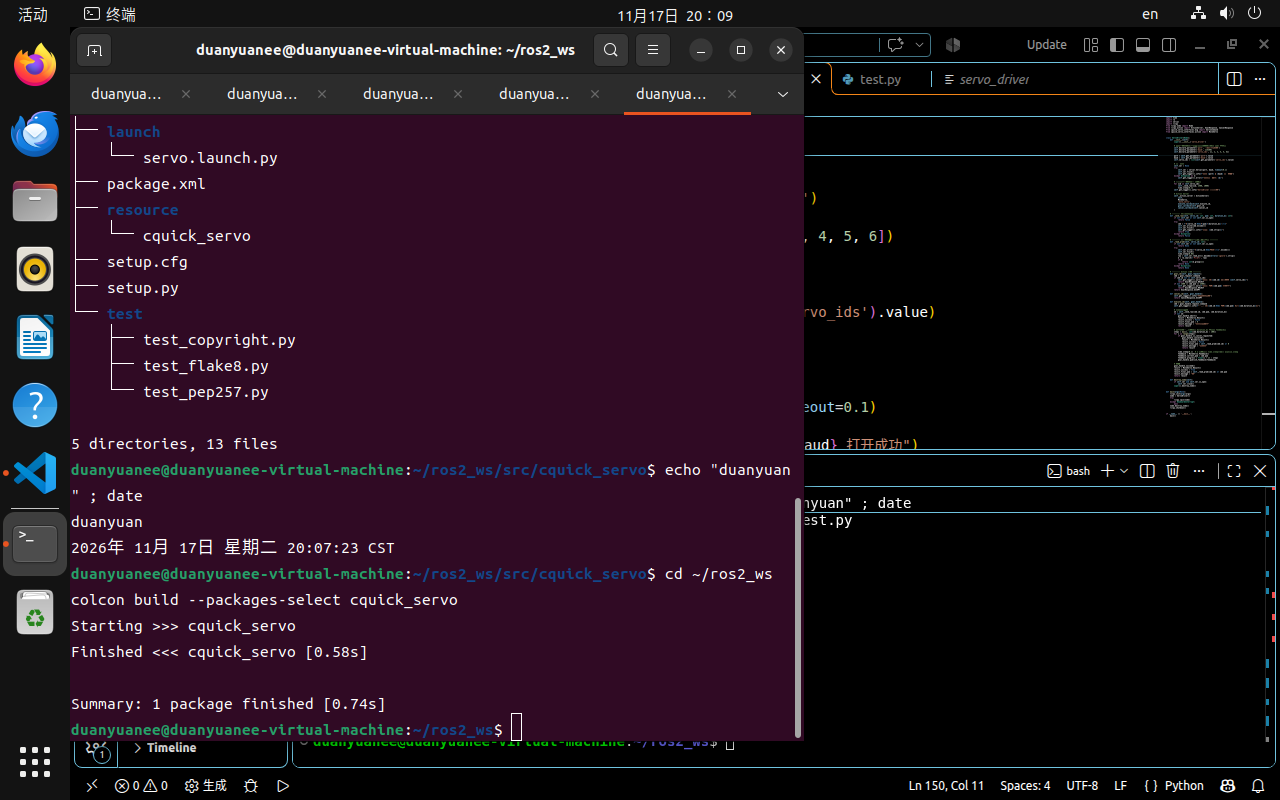 活动
终端
11月17日 20：09
en
duanyuanee@duanyuanee-virtual-machine: ~/ros2_ws
Update
duanyua…
duanyua…
duanyua…
duanyua…
duanyua…
test.py
servo_driver
launch
servo.launch.py
package.xml
resource
cquick_servo
setup.cfg
setup.py
test
test_copyright.py
test_flake8.py
test_pep257.py
5 directories, 13 files
duanyuanee@duanyuanee-virtual-machine:~/ros2_ws/src/cquick_servo$ echo "duanyuan
" ; date
duanyuan
2026年 11月 17日 星期二 20:07:23 CST
duanyuanee@duanyuanee-virtual-machine:~/ros2_ws/src/cquick_servo$ cd ~/ros2_ws
colcon build --packages-select cquick_servo
Starting >>> cquick_servo
Finished <<< cquick_servo [0.58s]
Summary: 1 package finished [0.74s]
duanyuanee@duanyuanee-virtual-machine:~/ros2_ws$
')
, 4, 5, 6])
rvo_ids').value)
eout=0.1)
aud} 打开成功")
bash
nyuan" ; date
est.py
1
Timeline
duanyuanee@duanyuanee-virtual-machine:~/ros2_ws$
0
0
生成
Ln 150, Col 11
Spaces: 4
UTF-8
LF
{ } Python